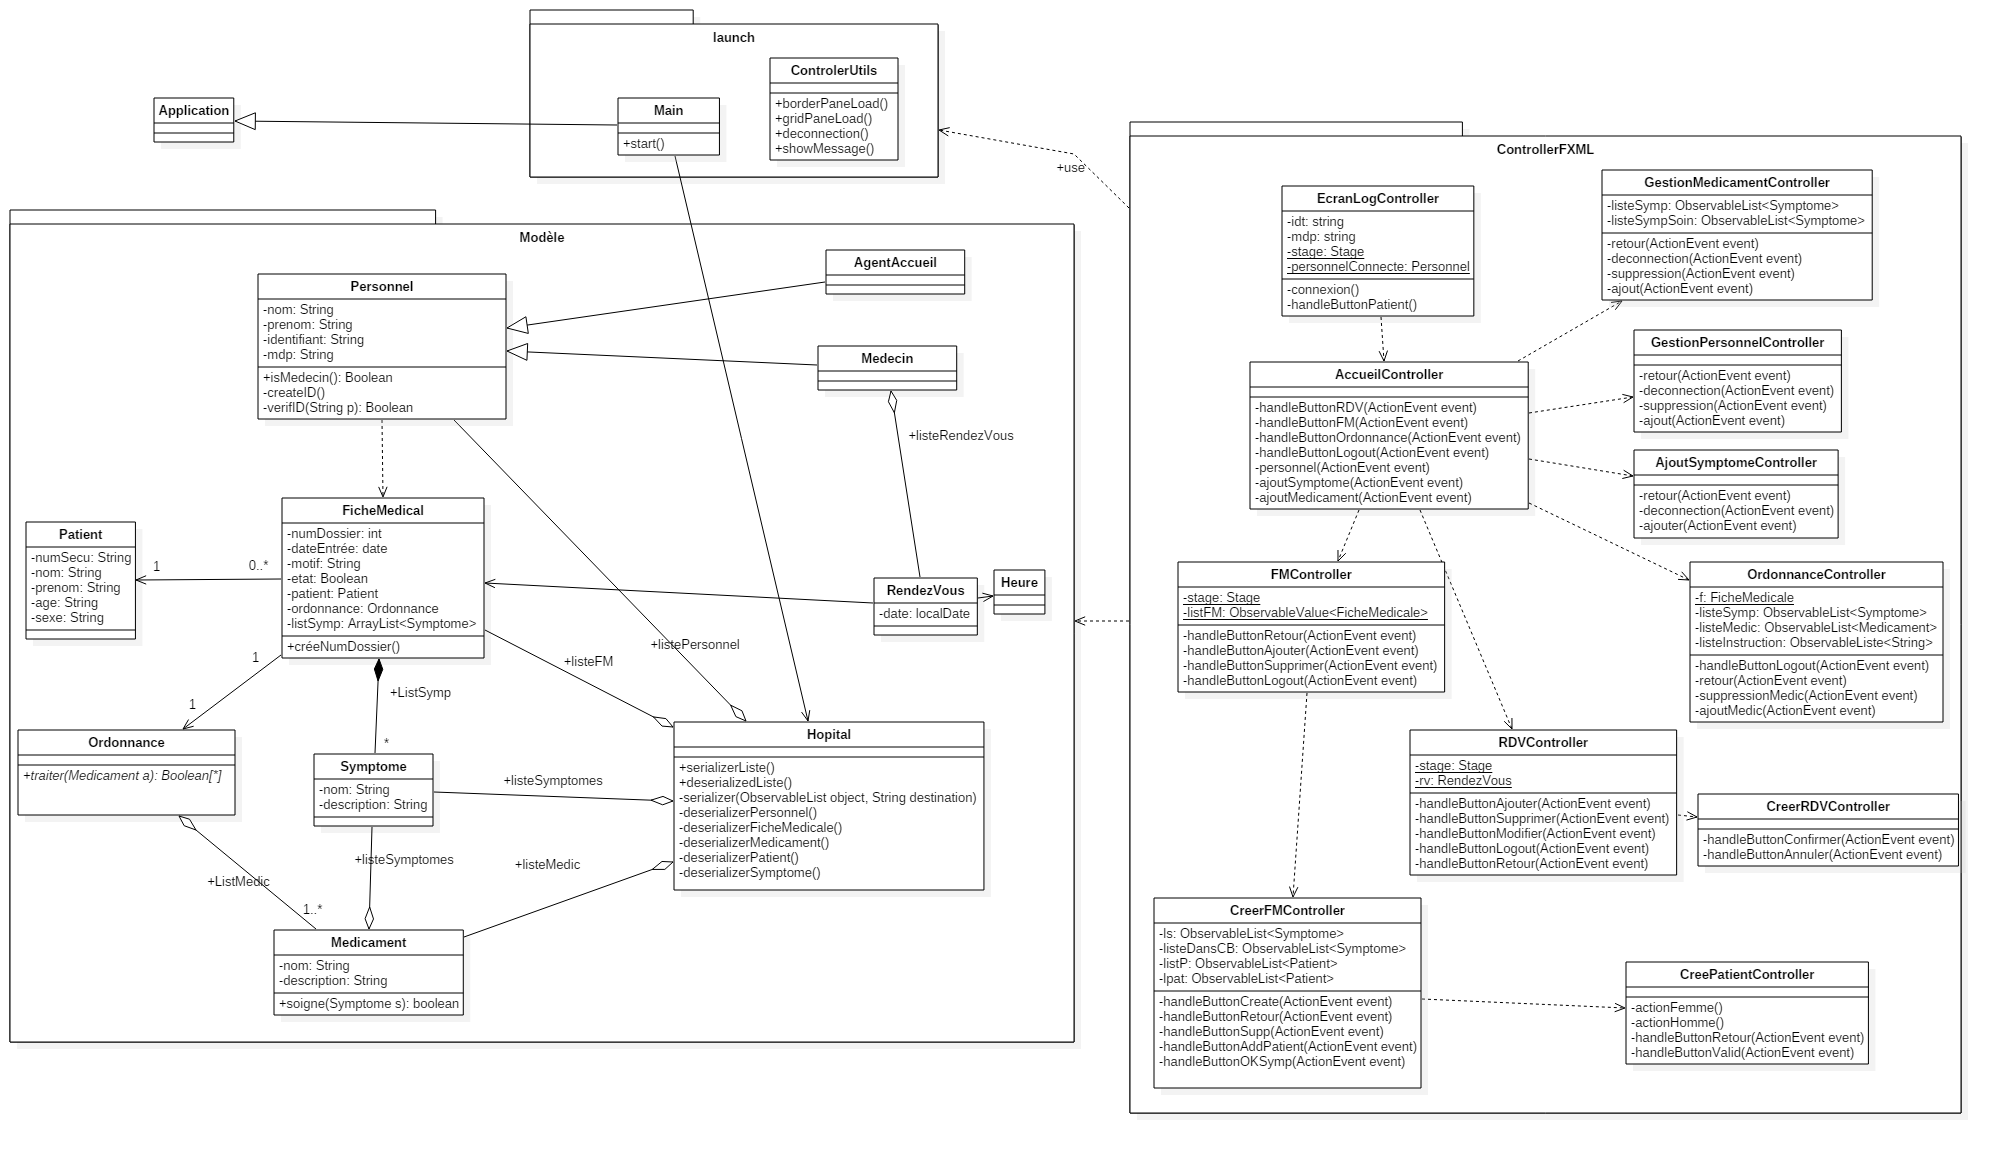 launch
ControlerUtils
+borderPaneLoad()
+gridPaneLoad()
+deconnection()
+showMessage()
Main
+start()
Application
+use
Modèle
Personnel
-nom: String
-prenom: String
-identifiant: String
-mdp: String
+isMedecin(): Boolean
-createID()
-verifID(String p): Boolean
AgentAccueil
Medecin
+listeRendezVous
FicheMedical
-numDossier: int
-dateEntrée: date
-motif: String
-etat: Boolean
-patient: Patient
-ordonnance: Ordonnance
-listSymp: ArrayList<Symptome>
+créeNumDossier()
Patient
-numSecu: String
-nom: String
-prenom: String
-age: String
-sexe: String
1
0..*
RendezVous
-date: localDate
Heure
+listePersonnel
+listeFM
1
1
+ListSymp
*
Ordonnance
+traiter(Medicament a): Boolean[*]
Symptome
-nom: String
-description: String
+listeSymptomes
Hopital
+serializerListe()
+deserializedListe()
-serializer(ObservableList object, String destination)
-deserializerPersonnel()
-deserializerFicheMedicale()
-deserializerMedicament()
-deserializerPatient()
-deserializerSymptome()
+listeSymptomes
+listeMedic
+ListMedic
1..*
Medicament
-nom: String
-description: String
+soigne(Symptome s): boolean
ControllerFXML
EcranLogController
-idt: string
-mdp: string
-stage: Stage
-personnelConnecte: Personnel
-connexion()
-handleButtonPatient()
GestionMedicamentController
-listeSymp: ObservableList<Symptome>
-listeSympSoin: ObservableList<Symptome>
-retour(ActionEvent event)
-deconnection(ActionEvent event)
-suppression(ActionEvent event)
-ajout(ActionEvent event)
AccueilController
-handleButtonRDV(ActionEvent event)
-handleButtonFM(ActionEvent event)
-handleButtonOrdonnance(ActionEvent event)
-handleButtonLogout(ActionEvent event)
-personnel(ActionEvent event)
-ajoutSymptome(ActionEvent event)
-ajoutMedicament(ActionEvent event)
GestionPersonnelController
-retour(ActionEvent event)
-deconnection(ActionEvent event)
-suppression(ActionEvent event)
-ajout(ActionEvent event)
AjoutSymptomeController
-retour(ActionEvent event)
-deconnection(ActionEvent event)
-ajouter(ActionEvent event)
FMController
-stage: Stage
-listFM: ObservableValue<FicheMedicale>
-handleButtonRetour(ActionEvent event)
-handleButtonAjouter(ActionEvent event)
-handleButtonSupprimer(ActionEvent event)
-handleButtonLogout(ActionEvent event)
OrdonnanceController
-f: FicheMedicale
-listeSymp: ObservableList<Symptome>
-listeMedic: ObservableList<Medicament>
-listeInstruction: ObservableListe<String>
-handleButtonLogout(ActionEvent event)
-retour(ActionEvent event)
-suppressionMedic(ActionEvent event)
-ajoutMedic(ActionEvent event)
RDVController
-stage: Stage
-rv: RendezVous
-handleButtonAjouter(ActionEvent event)
-handleButtonSupprimer(ActionEvent event)
-handleButtonModifier(ActionEvent event)
-handleButtonLogout(ActionEvent event)
-handleButtonRetour(ActionEvent event)
CreerRDVController
-handleButtonConfirmer(ActionEvent event)
-handleButtonAnnuler(ActionEvent event)
CreerFMController
-ls: ObservableList<Symptome>
-listeDansCB: ObservableList<Symptome>
-listP: ObservableList<Patient>
-lpat: ObservableList<Patient>
-handleButtonCreate(ActionEvent event)
-handleButtonRetour(ActionEvent event)
-handleButtonSupp(ActionEvent event)
-handleButtonAddPatient(ActionEvent event)
-handleButtonOKSymp(ActionEvent event)
CreePatientController
-actionFemme()
-actionHomme()
-handleButtonRetour(ActionEvent event)
-handleButtonValid(ActionEvent event)